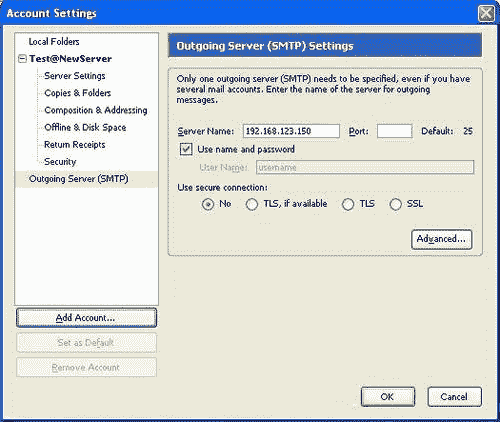 Account Settings
Local Folders
Test@NewServer
Server Settings
Copies & Folders
Composition & Addressing
Offline & Disk Space
Return Receipts
Security
Outgoing Server (SMTP)
Add Account...
Set as Default
Remove Account
Outgoing Server (SMTP) Settings
Only one outgoing server (SMTP) needs to be specified, even if you have
several mail accounts. Enter the name of the server for outgoing
messages.
Server Name: 192.168.123.150 Port: Default: 25
Use name and password
User Name: username
Use secure connection:
No TLS, if available TLS SSL
Advanced...
OK Cancel